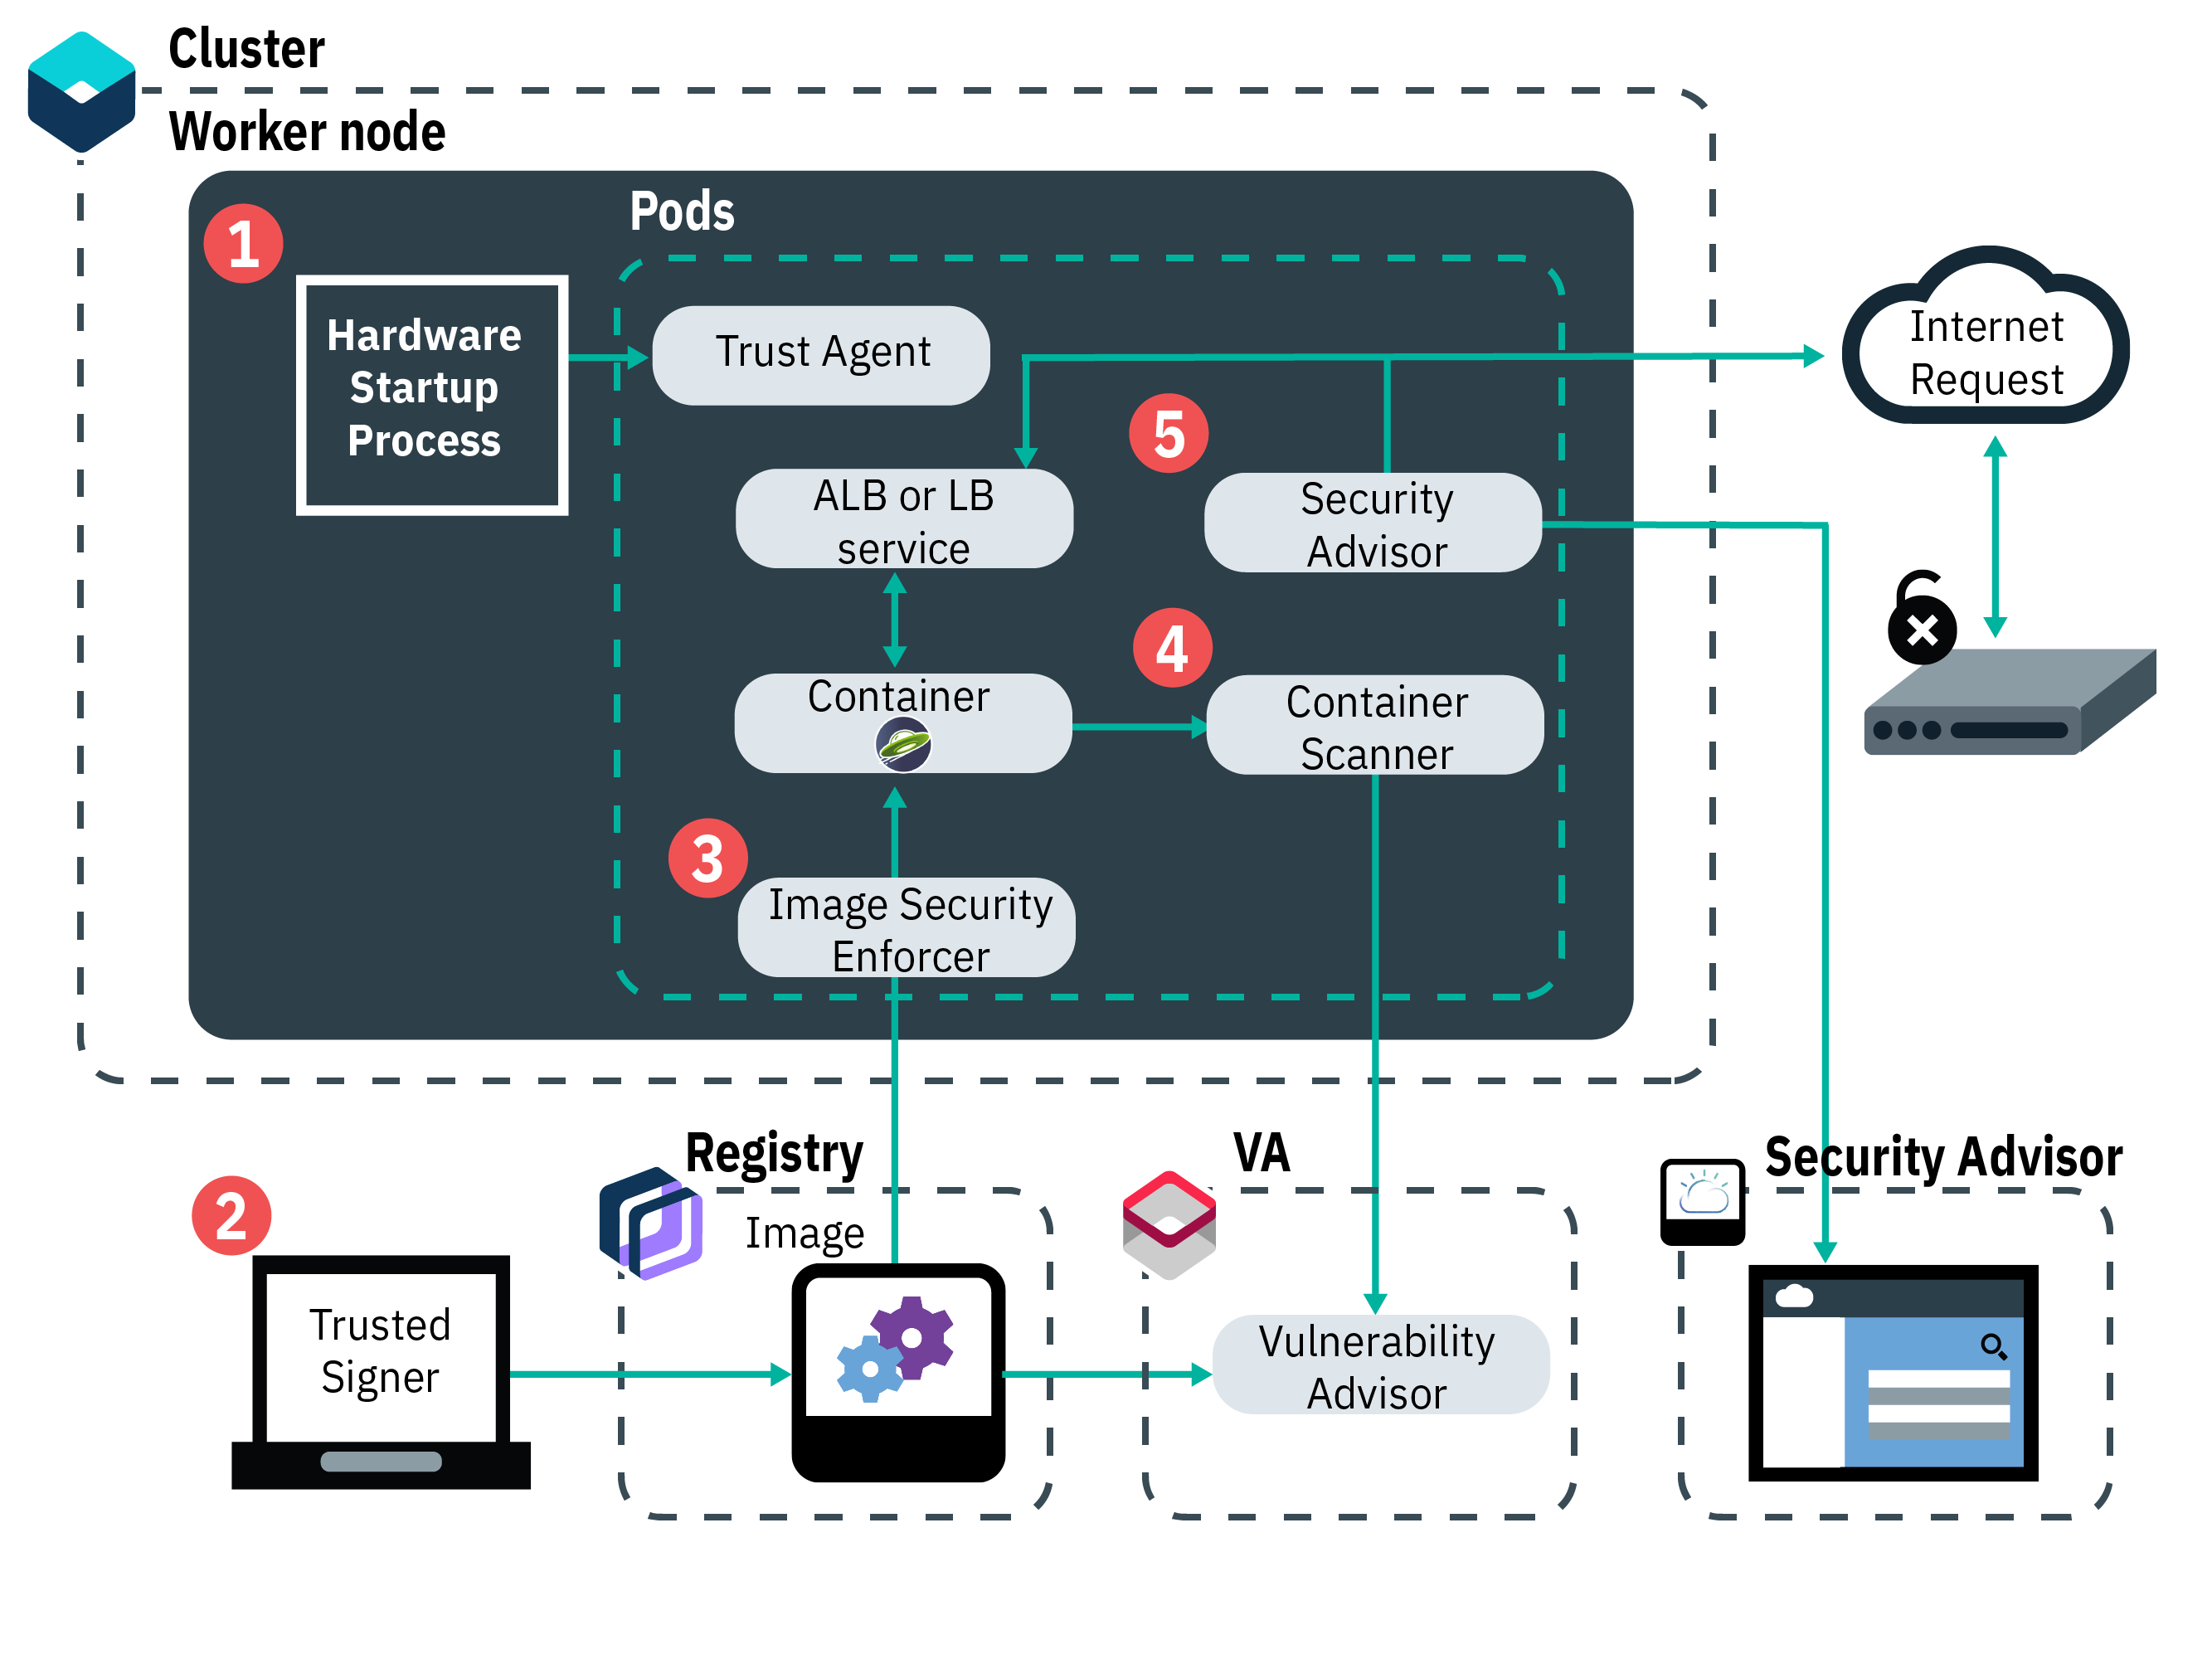 Cluster
Worker node
Pods
1
Hardware
Startup
Process
Trust Agent
Internet
Request
5
ALB or LB
service
Security
Advisor
4
Container
Container
Scanner
3
Image Security
Enforcer
Registry
VA
Security Advisor
2
Image
Trusted
Signer
Vulnerability
Advisor